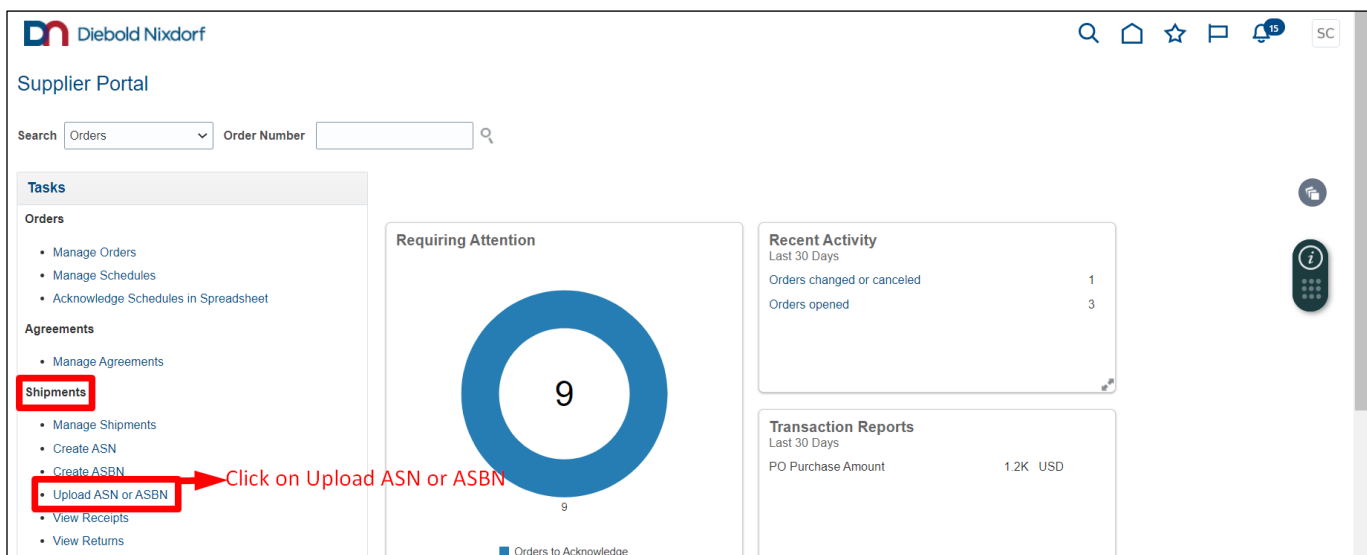 DN Diebold Nixdorf
15
SC
Supplier Portal
Search Orders Order Number
Tasks
Orders
• Manage Orders
• Manage Schedules
• Acknowledge Schedules in Spreadsheet
Agreements
• Manage Agreements
Shipments
• Manage Shipments
• Create ASN
• Create ASBN
• Upload ASN or ASBN
• View Receipts
• View Returns
Click on Upload ASN or ASBN
Requiring Attention
9
9
Orders to Acknowledge
Recent Activity
Last 30 Days
Orders changed or canceled 1
Orders opened 3
Transaction Reports
Last 30 Days
PO Purchase Amount 1.2K USD
i